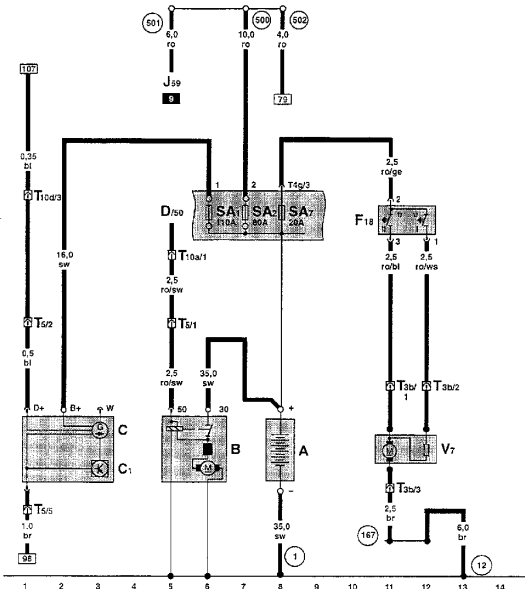 501 500 502
6,0 ro
10,0 ro
4,0 ro
J59
9
79
107
0,35 bl
T10d/3
16,0 sw
T5/2
0,5 bl
1 2 T4g/3
SA1 110A
SA2 80A
SA7 20A
D/50
T10a/1
2,5 ro/sw
T5/1
2,5 ro/sw
35,0 sw
2,5 ro/ge
2
F18
3 1
2,5 ro/bl
2,5 ro/ws
T3b/1
T3b/2
D+ B+ W
G
C
K
C1
50 30
M
B
+
A
−
M
V7
T3b/3
T5/5
1,0 br
98
35,0 sw
1
2,5 br
167
6,0 br
12
1 2 3 4 5 6 7 8 9 10 11 12 13 14